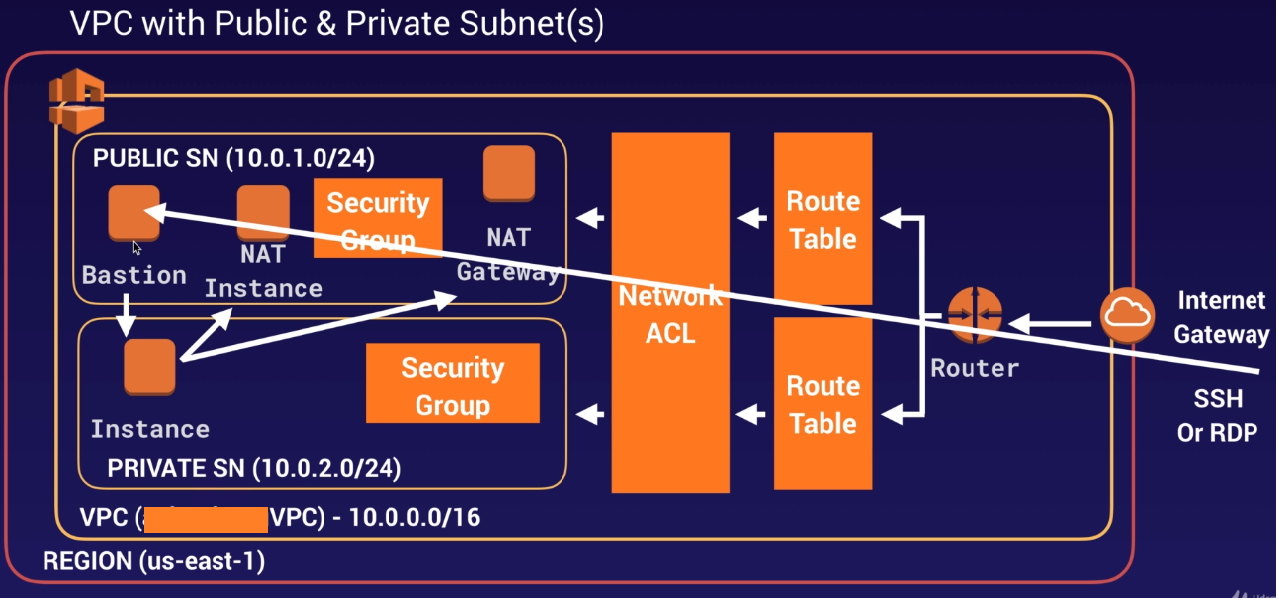 VPC with Public & Private Subnet(s)
PUBLIC SN (10.0.1.0/24)
Bastion
NAT
Instance
Security
Group
NAT
Gateway
Instance
Security
Group
PRIVATE SN (10.0.2.0/24)
Network
ACL
Route
Table
Route
Table
Router
Internet
Gateway
SSH
Or RDP
VPC ( VPC) - 10.0.0.0/16
REGION (us-east-1)